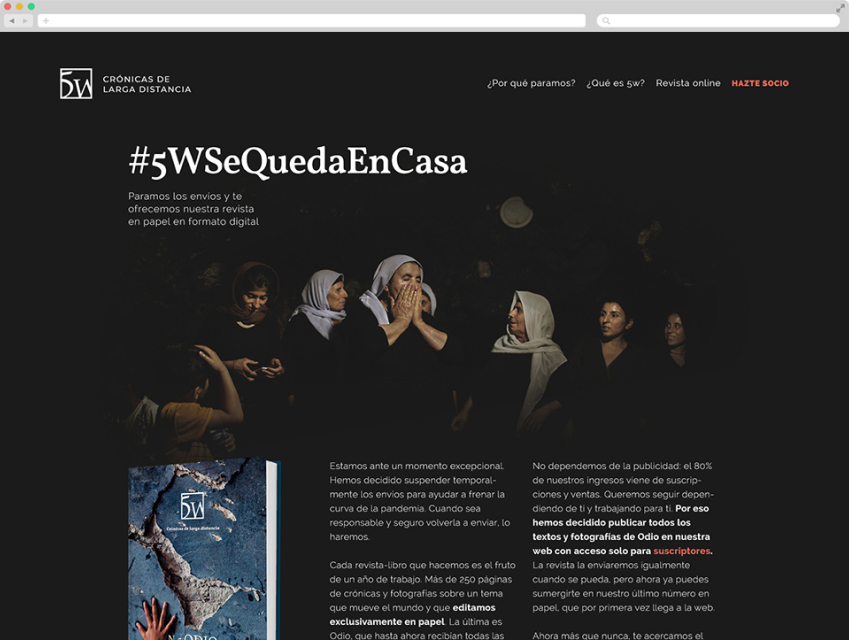 5W
CRÓNICAS DE
LARGA DISTANCIA
¿Por qué paramos? ¿Qué es 5w? Revista online HAZTE SOCIO
#5WSeQuedaEnCasa
Paramos los envíos y te
ofrecemos nuestra revista
en papel en formato digital
5W
Crónicas de larga distancia
ODIO
Estamos ante un momento excepcional.
Hemos decidido suspender temporal-
mente los envíos para ayudar a frenar la
curva de la pandemia. Cuando sea
responsable y seguro volverla a enviar, lo
haremos.
Cada revista-libro que hacemos es el fruto
de un año de trabajo. Más de 250 páginas
de crónicas y fotografías sobre un tema
que mueve el mundo y que editamos
exclusivamente en papel. La última es
Odio, que hasta ahora recibían todas las
No dependemos de la publicidad: el 80%
de nuestros ingresos viene de suscrip-
ciones y ventas. Queremos seguir depen-
diendo de ti y trabajando para ti. Por eso
hemos decidido publicar todos los
textos y fotografías de Odio en nuestra
web con acceso solo para suscriptores.
La revista la enviaremos igualmente
cuando se pueda, pero ahora ya puedes
sumergirte en nuestro último número en
papel, que por primera vez llega a la web.
Ahora más que nunca, te acercamos el